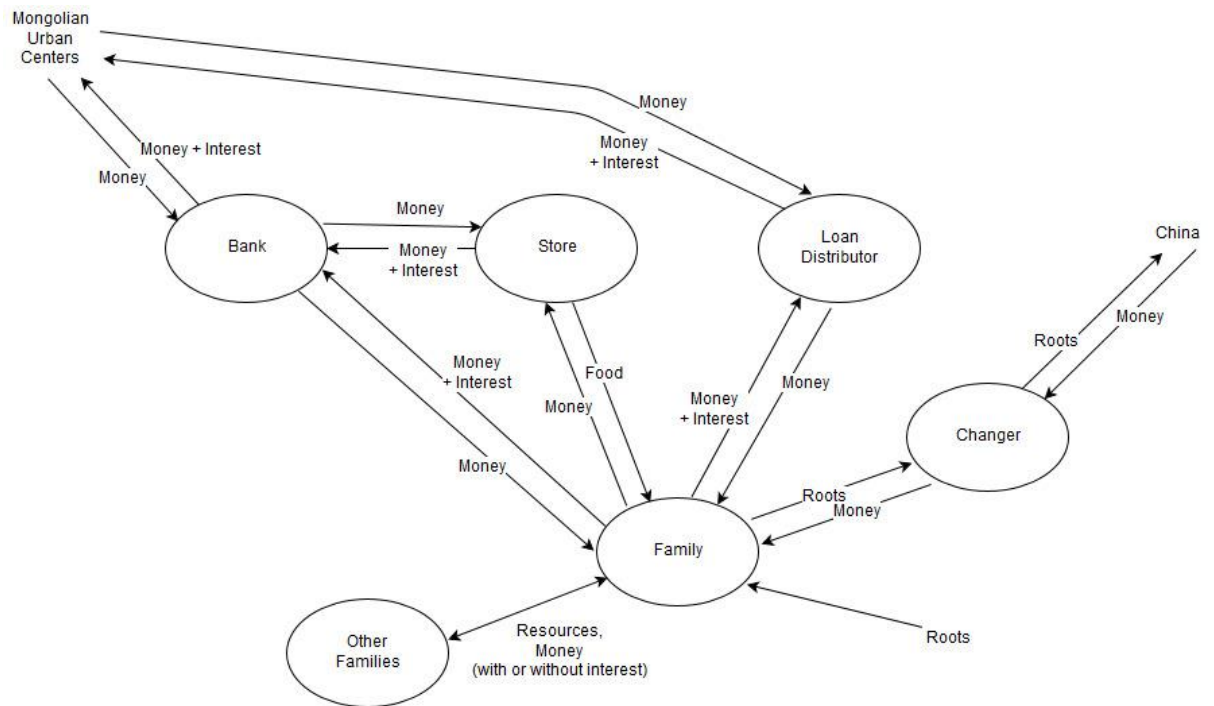 Mongolian
Urban
Centers
Money
Money
+ Interest
Money + Interest
Money
Bank
Money
Money
+ Interest
Store
Loan
Distributor
China
Roots
Money
Money
+ Interest
Food
Money
Money
Money
+ Interest
Money
Changer
Roots
Money
Family
Roots
Other
Families
Resources,
Money
(with or without interest)